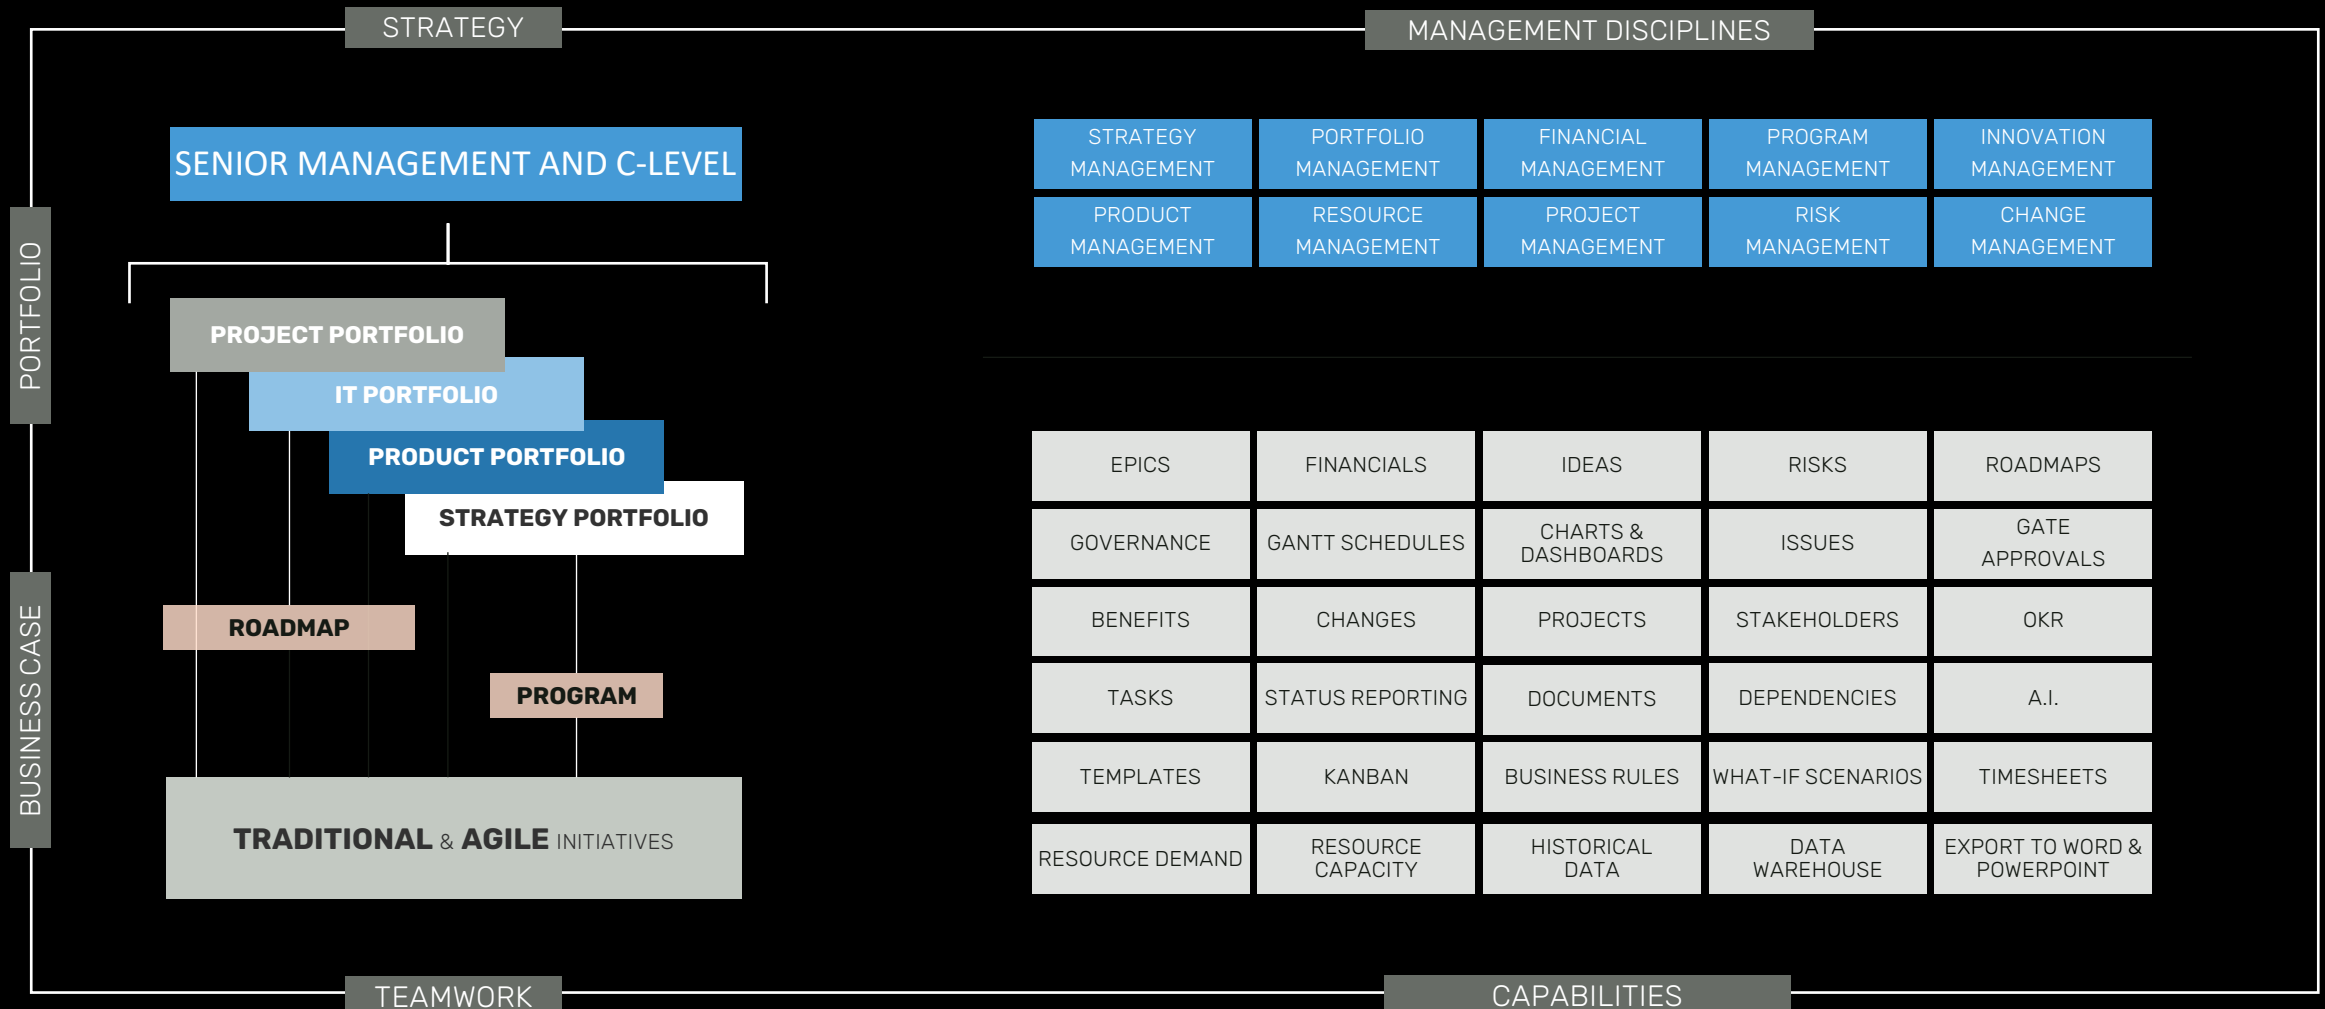 STRATEGY
MANAGEMENT DISCIPLINES
PORTFOLIO
BUSINESS CASE
SENIOR MANAGEMENT AND C-LEVEL
PROJECT PORTFOLIO
IT PORTFOLIO
PRODUCT PORTFOLIO
STRATEGY PORTFOLIO
ROADMAP
PROGRAM
TRADITIONAL & AGILE INITIATIVES
STRATEGY
MANAGEMENT
PORTFOLIO
MANAGEMENT
FINANCIAL
MANAGEMENT
PROGRAM
MANAGEMENT
INNOVATION
MANAGEMENT
PRODUCT
MANAGEMENT
RESOURCE
MANAGEMENT
PROJECT
MANAGEMENT
RISK
MANAGEMENT
CHANGE
MANAGEMENT
EPICS
FINANCIALS
IDEAS
RISKS
ROADMAPS
GOVERNANCE
GANTT SCHEDULES
CHARTS &
DASHBOARDS
ISSUES
GATE
APPROVALS
BENEFITS
CHANGES
PROJECTS
STAKEHOLDERS
OKR
TASKS
STATUS REPORTING
DOCUMENTS
DEPENDENCIES
A.I.
TEMPLATES
KANBAN
BUSINESS RULES
WHAT-IF SCENARIOS
TIMESHEETS
RESOURCE DEMAND
RESOURCE
CAPACITY
HISTORICAL
DATA
DATA
WAREHOUSE
EXPORT TO WORD &
POWERPOINT
TEAMWORK
CAPABILITIES